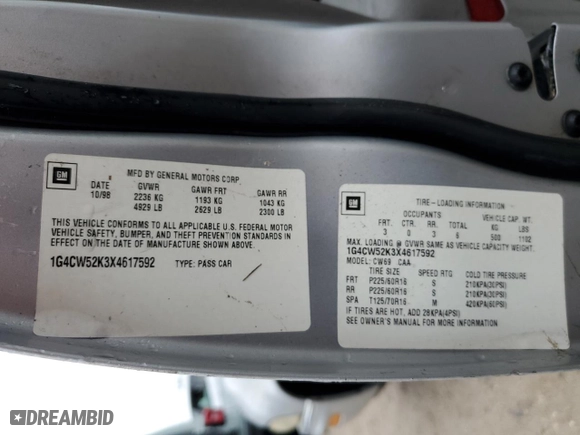 GM
MFD BY GENERAL MOTORS CORP
DATE GVWR GAWR FRT GAWR RR
10/98 2236 KG 1193 KG 1043 KG
4929 LB 2629 LB 2300 LB
THIS VEHICLE CONFORMS TO ALL APPLICABLE U.S. FEDERAL MOTOR
VEHICLE SAFETY, BUMPER, AND THEFT PREVENTION STANDARDS IN
EFFECT ON THE DATE OF MANUFACTURE SHOWN ABOVE.
1G4CW52K3X4617592 TYPE: PASS CAR
GM
TIRE-LOADING INFORMATION
OCCUPANTS VEHICLE CAP. WT.
FRT CTR RR TOTAL KG LBS
3 0 3 6 500 1102
MAX. LOADING @ GVWR SAME AS VEHICLE CAPACITY WEIGHT.
1G4CW52K3X4617592
MODEL: CW69 CAA
TIRE SIZE SPEED RTG COLD TIRE PRESSURE
FRT P225/60R16 S 210KPA(30PSI)
RR P225/60R16 S 210KPA(30PSI)
SPA T125/70R16 M 420KPA(60PSI)
IF TIRES ARE HOT, ADD 28KPA(4PSI)
SEE OWNER'S MANUAL FOR MORE INFORMATION
DREAMBID